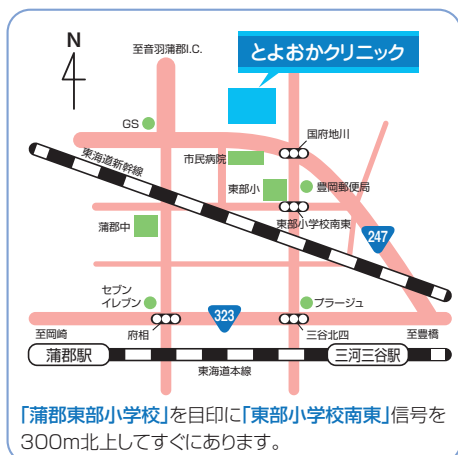 N
至音羽蒲郡I.C.
とよおかクリニック
GS
国府地川
東海道新幹線
市民病院
東部小
豊岡郵便局
蒲郡中
東部小学校南東
247
セブン
イレブン
プラージュ
323
至岡崎
府相
三谷北四
至豊橋
蒲郡駅
三河三谷駅
東海道本線
「蒲郡東部小学校」を目印に「東部小学校南東」信号を
300m北上してすぐにあります。